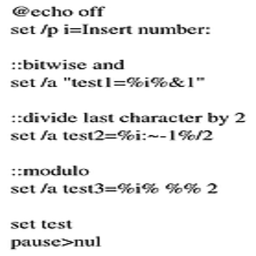 @echo off
set /p i=Insert number:
::bitwise and
set /a "test1=%i%&1"
::divide last character by 2
set /a test2=%i:~-1%/2
::modulo
set /a test3=%i% %% 2
set test
pause>nul